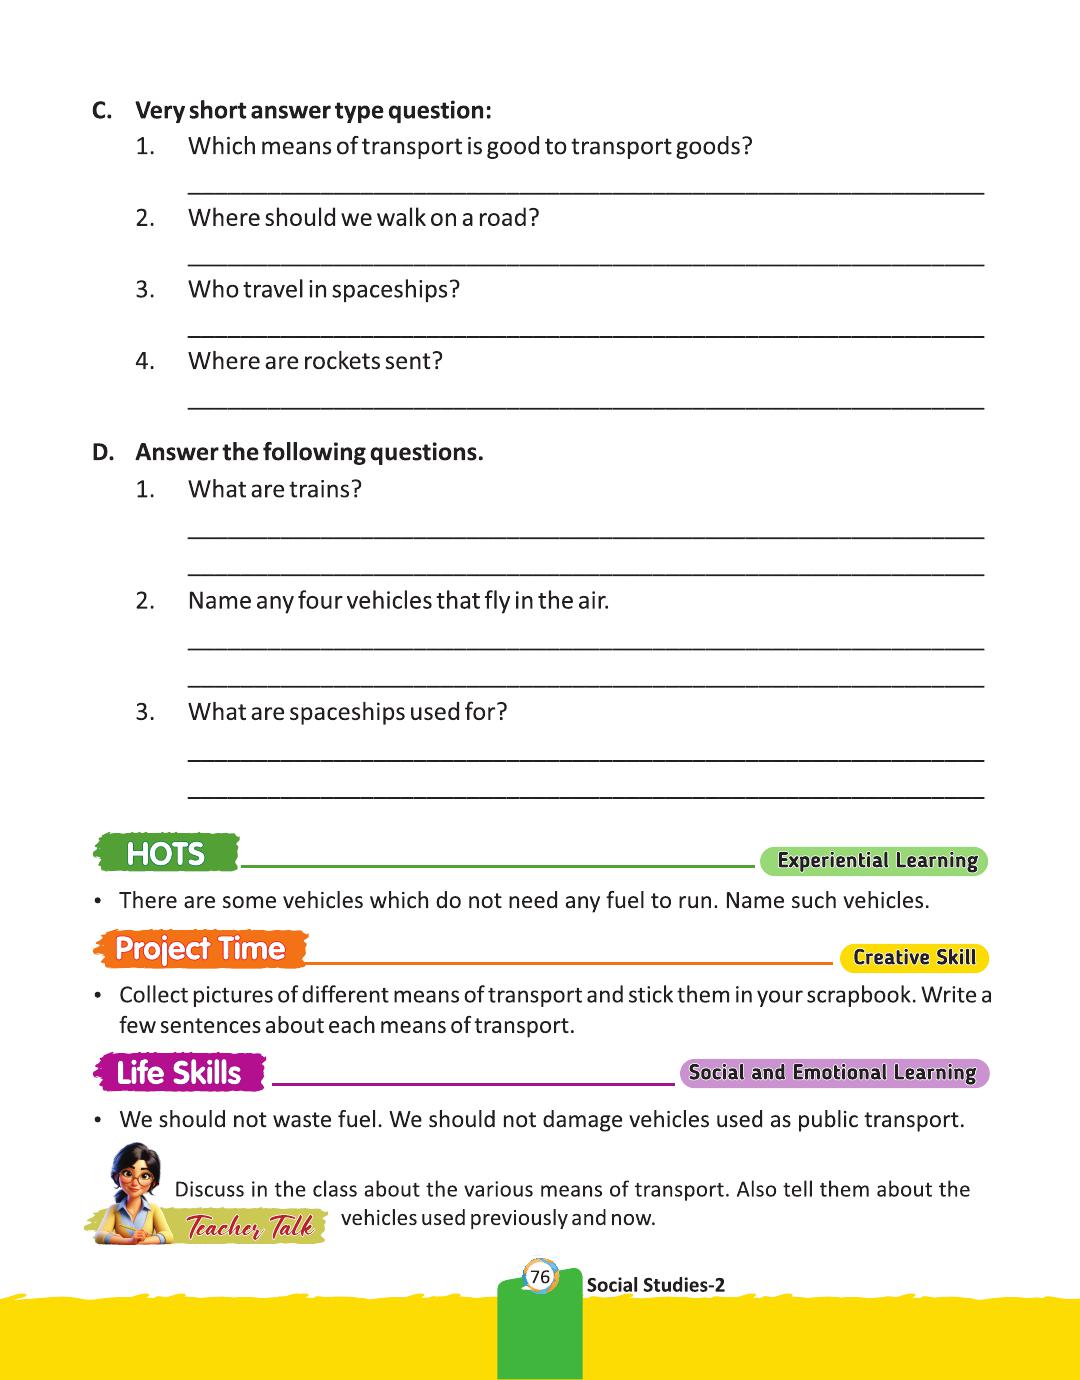 C. Very short answer type question:
1. Which means of transport is good to transport goods?
2. Where should we walk on a road?
3. Who travel in spaceships?
4. Where are rockets sent?
D. Answer the following questions.
1. What are trains?
2. Name any four vehicles that fly in the air.
3. What are spaceships used for?
HOTS Experiential Learning
• There are some vehicles which do not need any fuel to run. Name such vehicles.
Project Time Creative Skill
• Collect pictures of different means of transport and stick them in your scrapbook. Write a
few sentences about each means of transport.
Life Skills Social and Emotional Learning
• We should not waste fuel. We should not damage vehicles used as public transport.
Discuss in the class about the various means of transport. Also tell them about the
Teacher Talk vehicles used previously and now.
76 Social Studies-2